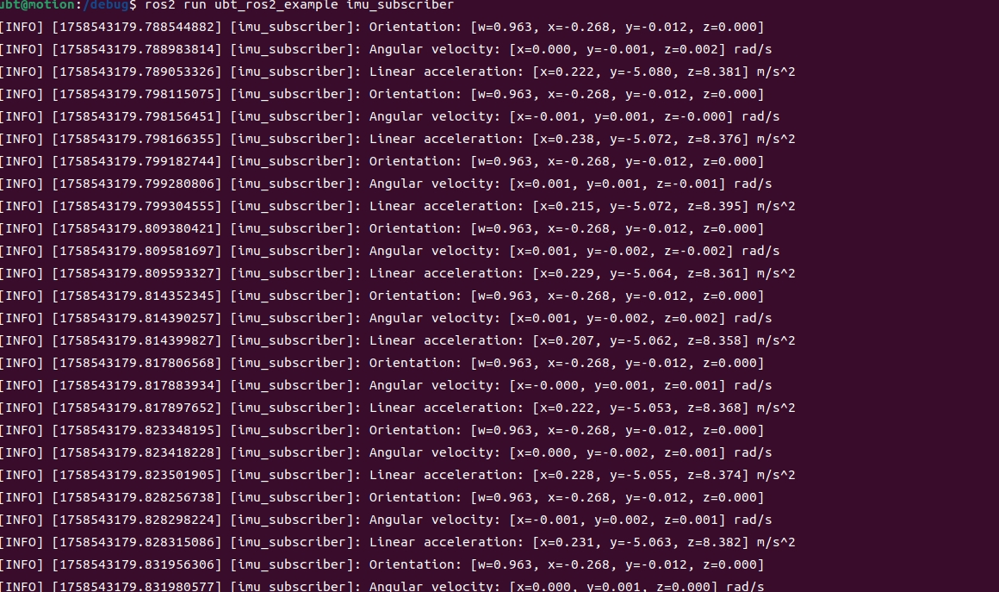 ubt@motion:/debug$ ros2 run ubt_ros2_example imu_subscriber
[INFO] [1758543179.788544882] [imu_subscriber]: Orientation: [w=0.963, x=-0.268, y=-0.012, z=0.000]
[INFO] [1758543179.788983814] [imu_subscriber]: Angular velocity: [x=0.000, y=-0.001, z=0.002] rad/s
[INFO] [1758543179.789053326] [imu_subscriber]: Linear acceleration: [x=0.222, y=-5.080, z=8.381] m/s^2
[INFO] [1758543179.798115075] [imu_subscriber]: Orientation: [w=0.963, x=-0.268, y=-0.012, z=0.000]
[INFO] [1758543179.798156451] [imu_subscriber]: Angular velocity: [x=-0.001, y=0.001, z=-0.000] rad/s
[INFO] [1758543179.798166355] [imu_subscriber]: Linear acceleration: [x=0.238, y=-5.072, z=8.376] m/s^2
[INFO] [1758543179.799182744] [imu_subscriber]: Orientation: [w=0.963, x=-0.268, y=-0.012, z=0.000]
[INFO] [1758543179.799280806] [imu_subscriber]: Angular velocity: [x=0.001, y=0.001, z=-0.001] rad/s
[INFO] [1758543179.799304555] [imu_subscriber]: Linear acceleration: [x=0.215, y=-5.072, z=8.395] m/s^2
[INFO] [1758543179.809380421] [imu_subscriber]: Orientation: [w=0.963, x=-0.268, y=-0.012, z=0.000]
[INFO] [1758543179.809581697] [imu_subscriber]: Angular velocity: [x=0.001, y=-0.002, z=-0.002] rad/s
[INFO] [1758543179.809593327] [imu_subscriber]: Linear acceleration: [x=0.229, y=-5.064, z=8.361] m/s^2
[INFO] [1758543179.814352345] [imu_subscriber]: Orientation: [w=0.963, x=-0.268, y=-0.012, z=0.000]
[INFO] [1758543179.814390257] [imu_subscriber]: Angular velocity: [x=0.001, y=-0.002, z=0.002] rad/s
[INFO] [1758543179.814399827] [imu_subscriber]: Linear acceleration: [x=0.207, y=-5.062, z=8.358] m/s^2
[INFO] [1758543179.817806568] [imu_subscriber]: Orientation: [w=0.963, x=-0.268, y=-0.012, z=0.000]
[INFO] [1758543179.817883934] [imu_subscriber]: Angular velocity: [x=-0.000, y=0.001, z=0.001] rad/s
[INFO] [1758543179.817897652] [imu_subscriber]: Linear acceleration: [x=0.222, y=-5.053, z=8.368] m/s^2
[INFO] [1758543179.823348195] [imu_subscriber]: Orientation: [w=0.963, x=-0.268, y=-0.012, z=0.000]
[INFO] [1758543179.823418228] [imu_subscriber]: Angular velocity: [x=0.000, y=-0.002, z=0.001] rad/s
[INFO] [1758543179.823501905] [imu_subscriber]: Linear acceleration: [x=0.228, y=-5.055, z=8.374] m/s^2
[INFO] [1758543179.828256738] [imu_subscriber]: Orientation: [w=0.963, x=-0.268, y=-0.012, z=0.000]
[INFO] [1758543179.828298224] [imu_subscriber]: Angular velocity: [x=-0.001, y=0.002, z=0.001] rad/s
[INFO] [1758543179.828315086] [imu_subscriber]: Linear acceleration: [x=0.231, y=-5.063, z=8.382] m/s^2
[INFO] [1758543179.831956306] [imu_subscriber]: Orientation: [w=0.963, x=-0.268, y=-0.012, z=0.000]
[INFO] [1758543179.831980577] [imu_subscriber]: Angular velocity: [x=0.000, y=0.001, z=0.000] rad/s